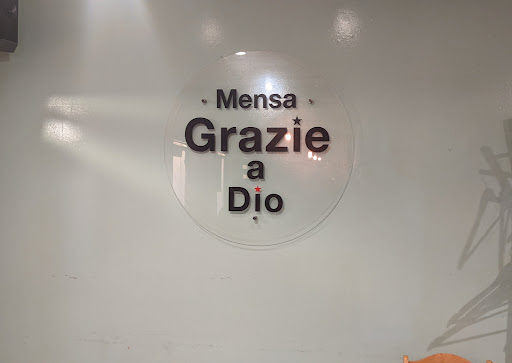 Mensa
Grazie
a
Dio